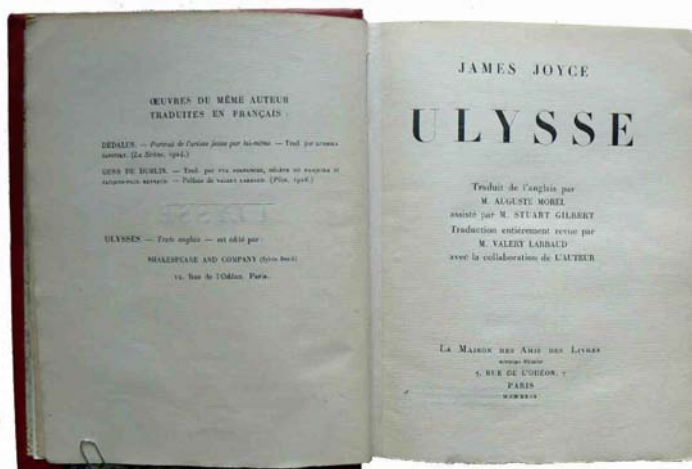 ŒUVRES DU MÊME AUTEUR
TRADUITES EN FRANÇAIS :
DEDALUS. — Portrait de l'artiste jeune par lui-même — Trad. par
(La Sirène, 1924.)
GENS DE DUBLIN. — Trad. par
— Préface de VALERY LARBAUD. (Plon, 1926.)
ULYSSES — Texte anglais — est édité par :
SHAKESPEARE AND COMPANY (Sylvia Beach)
12, Rue de l'Odéon, Paris.
JAMES JOYCE
ULYSSE
Traduit de l'anglais par
M. AUGUSTE MOREL
assisté par M. STUART GILBERT
Traduction entièrement revue par
M. VALERY LARBAUD
avec la collaboration de L'AUTEUR
LA MAISON DES AMIS DES LIVRES
7, RUE DE L'ODÉON, 7
PARIS
MCMXXIX